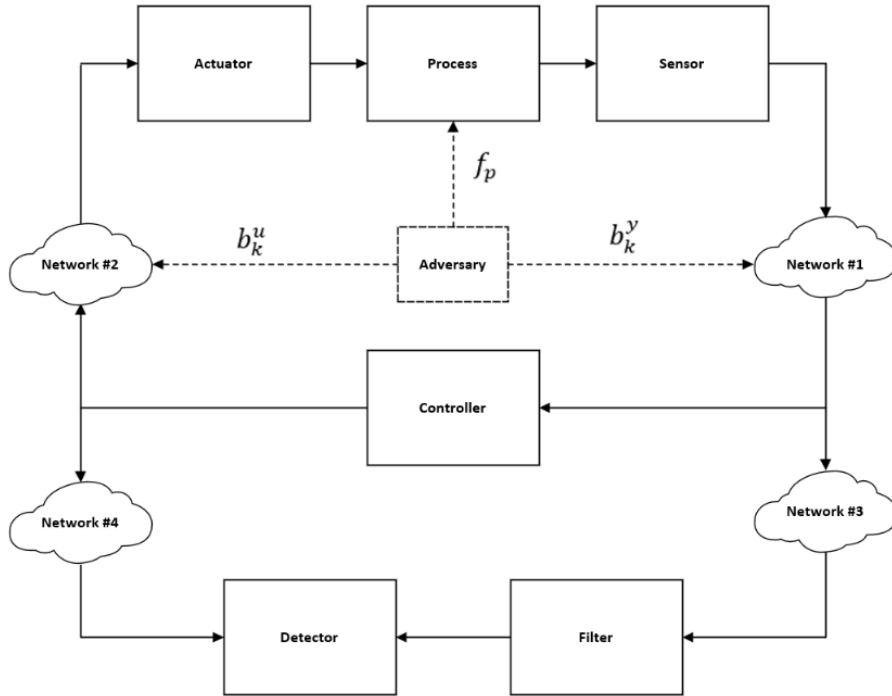 Actuator
Process
Sensor
f_p
b_k^u
b_k^y
Network #2
Adversary
Network #1
Controller
Network #4
Network #3
Detector
Filter